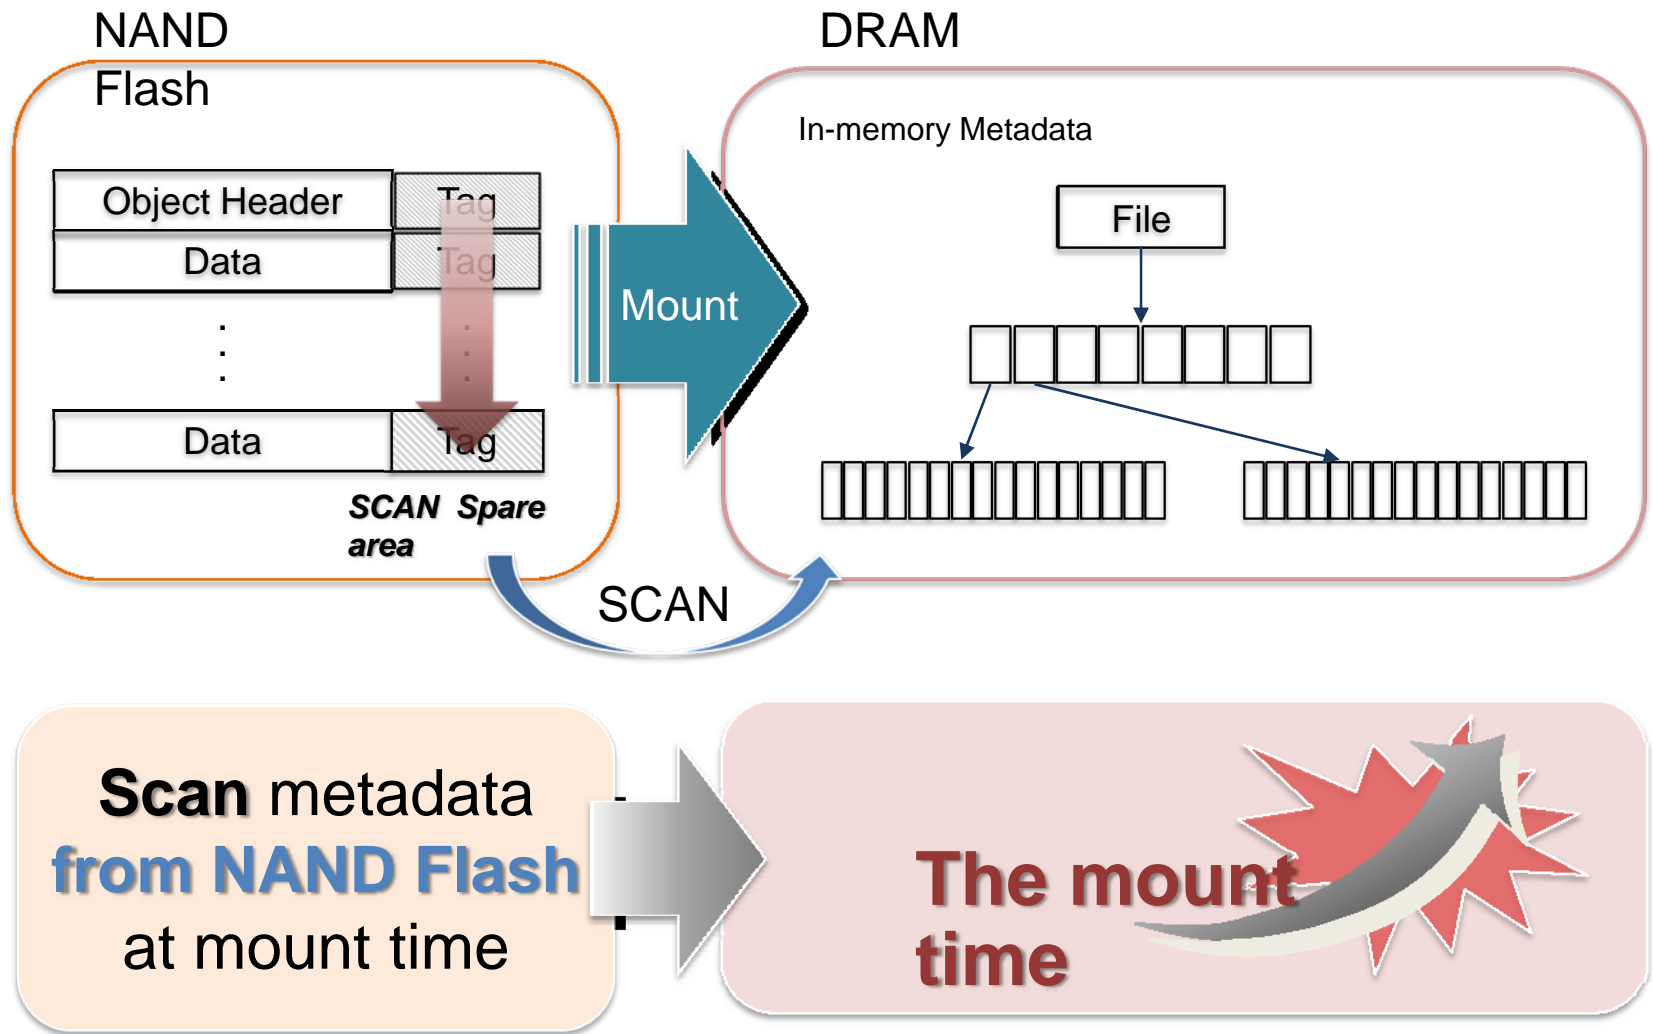 NAND
Flash
DRAM
In-memory Metadata
Object Header
Tag
Data
Tag
.
.
.
.
.
.
Data
Tag
SCAN Spare
area
Mount
File
SCAN
Scan metadata
from NAND Flash
at mount time
The mount
time